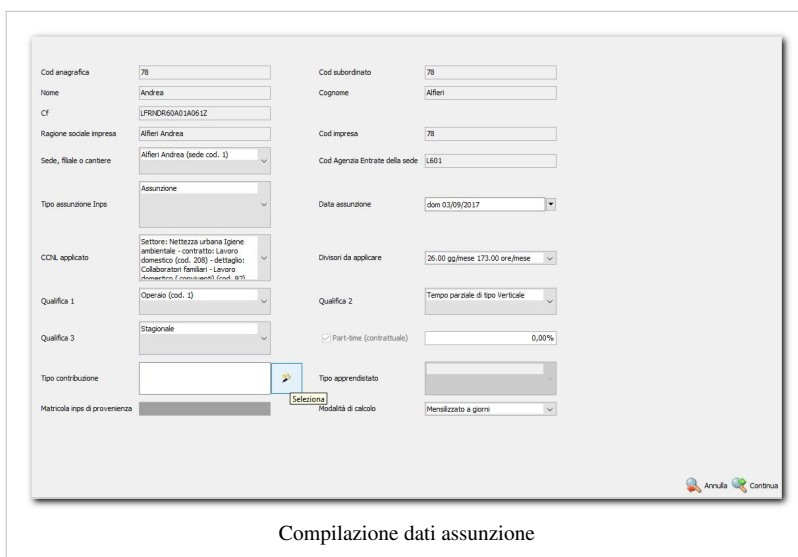 Cod anagrafica 78 Cod subordinato 78
Nome Andrea Cognome Alfieri
Cf LFRNDR60A01A061Z
Ragione sociale impresa Alfieri Andrea Cod impresa 78
Sede, filiale o cantiere Alfieri Andrea (sede cod. 1) Cod Agenzia Entrate della sede L601
Tipo assunzione Inps Assunzione Data assunzione dom 03/09/2017
CCNL applicato Settore: Nettezza urbana Igiene
ambientale - contratto: Lavoro
domestico (cod. 208) - dettaglio:
Collaboratori familiari - Lavoro
domestico ( conviventi) (cod. 92)
Divisori da applicare 26.00 gg/mese 173.00 ore/mese
Qualifica 1 Operaio (cod. 1) Qualifica 2 Tempo parziale di tipo Verticale
Qualifica 3 Stagionale Part-time (contrattuale) 0,00%
Tipo contribuzione Tipo apprendistato
Seleziona
Matricola inps di provenienza Modalità di calcolo Mensilizzato a giorni
Annulla Continua
Compilazione dati assunzione